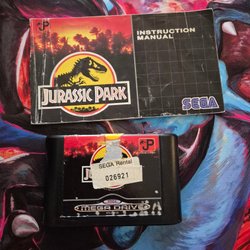 JP
INSTRUCTION
MANUAL
JURASSIC PARK
SEGA
JP
SEGA Rental
026921
MEGA DRIVE